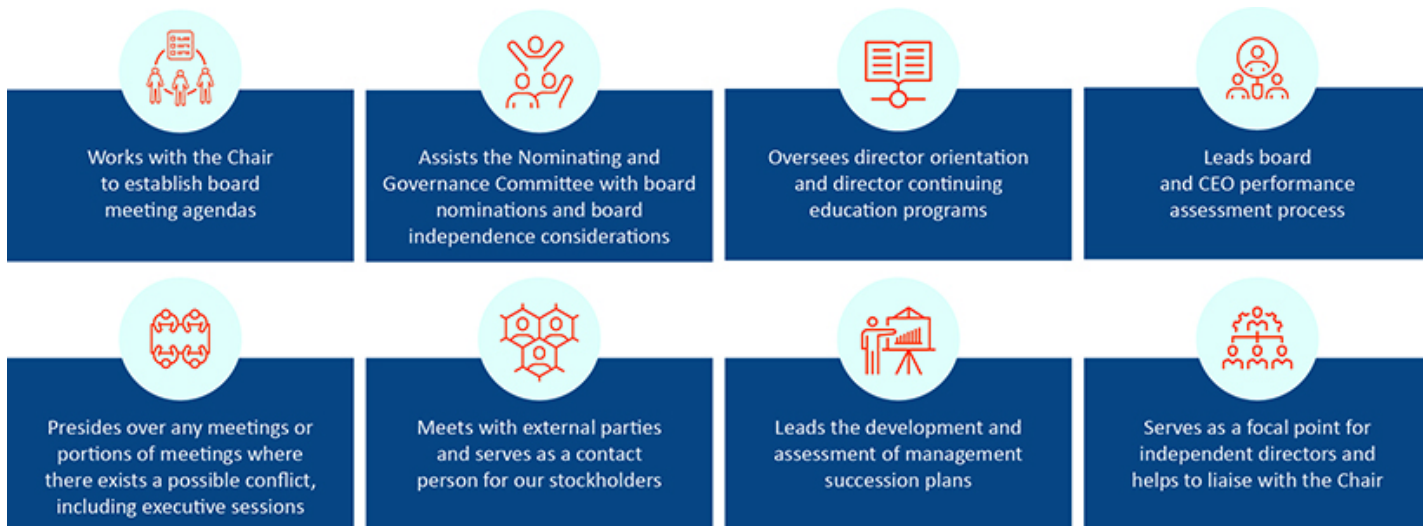 Works with the Chair
to establish board
meeting agendas
Assists the Nominating and
Governance Committee with board
nominations and board
independence considerations
Oversees director orientation
and director continuing
education programs
Leads board
and CEO performance
assessment process
Presides over any meetings or
portions of meetings where
there exists a possible conflict,
including executive sessions
Meets with external parties
and serves as a contact
person for our stockholders
Leads the development and
assessment of management
succession plans
Serves as a focal point for
independent directors and
helps to liaise with the Chair